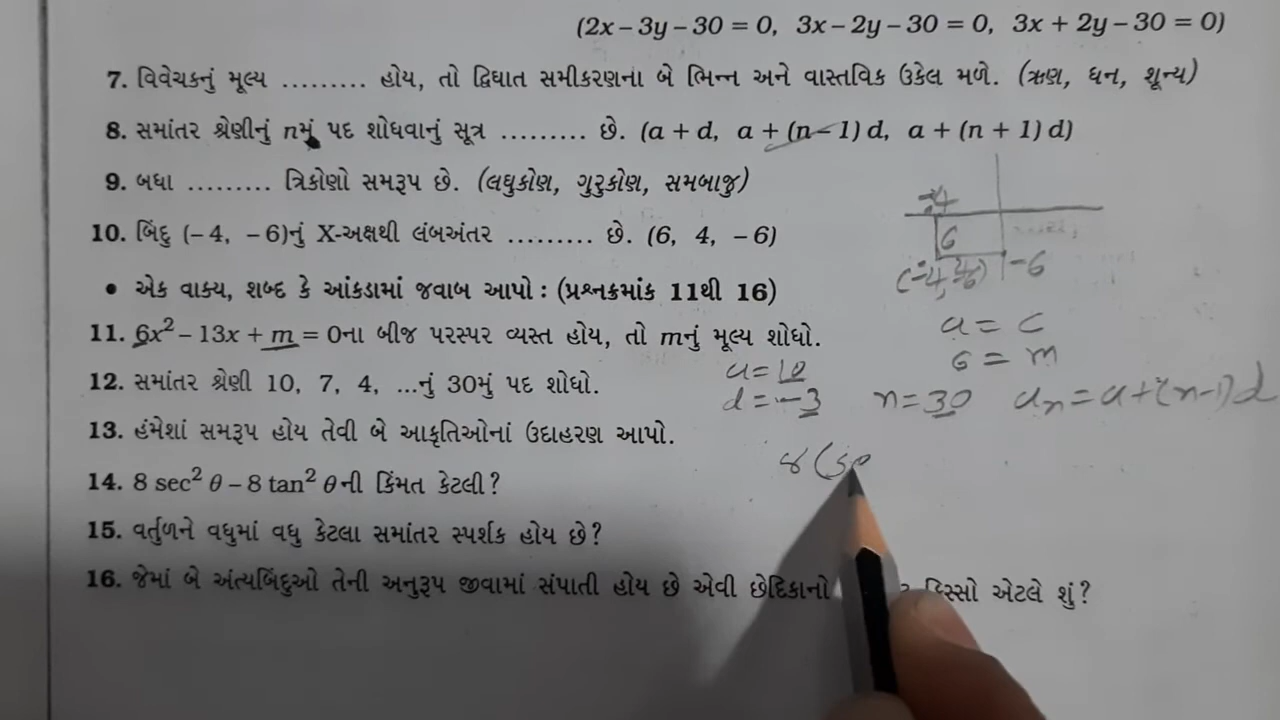 (2x – 3y – 30 = 0, 3x – 2y – 30 = 0, 3x + 2y – 30 = 0)
7. વિવેચકનું મૂલ્ય ......... હોય, તો દ્વિઘાત સમીકરણના બે ભિન્ન અને વાસ્તવિક ઉકેલ મળે. (ઋણ, ધન, શૂન્ય)
8. સમાંતર શ્રેણીનું nમું પદ શોધવાનું સૂત્ર ......... છે. (a + d, a + (n – 1) d, a + (n + 1) d)
9. બધા ......... ત્રિકોણો સમરૂપ છે. (લઘુકોણ, ગુરુકોણ, સમબાજુ)
-4
10. બિંદુ (– 4, – 6)નું X-અક્ષથી લંબઅંતર ......... છે. (6, 4, – 6)
6
(-4, -6) -6
• એક વાક્ય, શબ્દ કે આંકડામાં જવાબ આપો : (પ્રશ્નક્રમાંક 11થી 16)
11. 6x² – 13x + m = 0ના બીજ પરસ્પર વ્યસ્ત હોય, તો mનું મૂલ્ય શોધો.
a = c
6 = m
12. સમાંતર શ્રેણી 10, 7, 4, ...નું 30મું પદ શોધો.
a = 10
d = -3 n = 30 an = a + (n-1) d
13. હંમેશાં સમરૂપ હોય તેવી બે આકૃતિઓનાં ઉદાહરણ આપો.
8 (se
14. 8 sec² θ – 8 tan² θની કિંમત કેટલી ?
15. વર્તુળને વધુમાં વધુ કેટલા સમાંતર સ્પર્શક હોય છે ?
16. જેમાં બે અંત્યબિંદુઓ તેની અનુરૂપ જીવામાં સંપાતી હોય છે એવી છેદિકાનો હિસ્સો એટલે શું ?